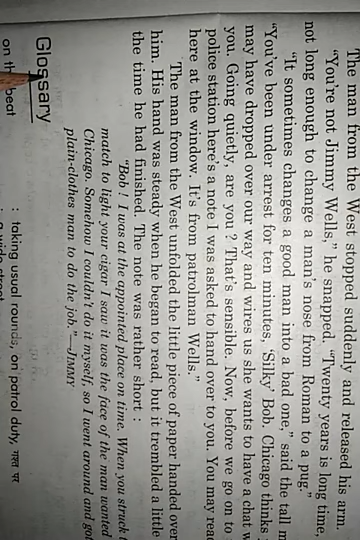 The man from the West stopped suddenly and released his arm.
"You're not Jimmy Wells," he snapped, "Twenty years is long time,
not long enough to change a man's nose from Roman to a pug."
"It sometimes changes a good man into a bad one," said the tall
"You've been under arrest for ten minutes, 'Silky' Bob. Chicago thinks
may have dropped over our way and wires us she wants to have a chat
you. Going quietly, are you ? That's sensible. Now, before we go on to
police station here's a note I was asked to hand over to you. You may read
here at the window. It's from patrolman Wells."
The man from the West unfolded the little piece of paper handed over
him. His hand was steady when he began to read, but it trembled a little
the time he had finished. The note was rather short :
"Bob ! I was at the appointed place on time. When you struck
match to light your cigar I saw it was the face of the man wanted
Chicago. Somehow I couldn't do it myself, so I went around and got
plain-clothes man to do the job."—JIMMY
Glossary
on the beat : taking usual rounds, on patrol duty, गश्त पर